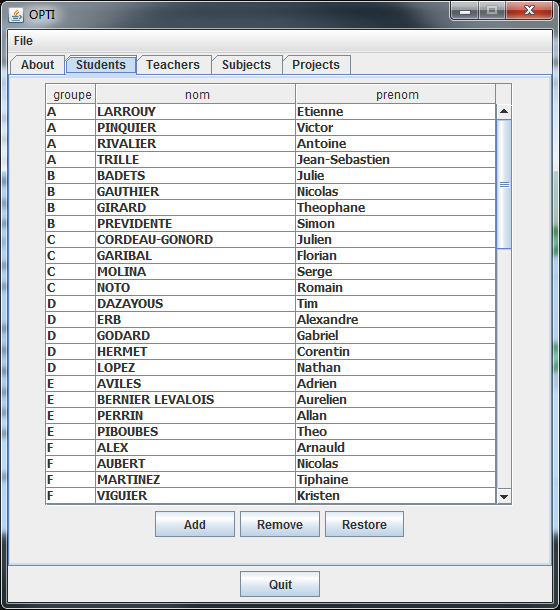 OPTI
File
About Students Teachers Subjects Projects
groupe nom prenom
A LARROUY Etienne
A PINQUIER Victor
A RIVALIER Antoine
A TRILLE Jean-Sebastien
B BADETS Julie
B GAUTHIER Nicolas
B GIRARD Theophane
B PREVIDENTE Simon
C CORDEAU-GONORD Julien
C GARIBAL Florian
C MOLINA Serge
C NOTO Romain
D DAZAYOUS Tim
D ERB Alexandre
D GODARD Gabriel
D HERMET Corentin
D LOPEZ Nathan
E AVILES Adrien
E BERNIER LEVALOIS Aurelien
E PERRIN Allan
E PIBOUBES Theo
F ALEX Arnauld
F AUBERT Nicolas
F MARTINEZ Tiphaine
F VIGUIER Kristen
Add Remove Restore
Quit